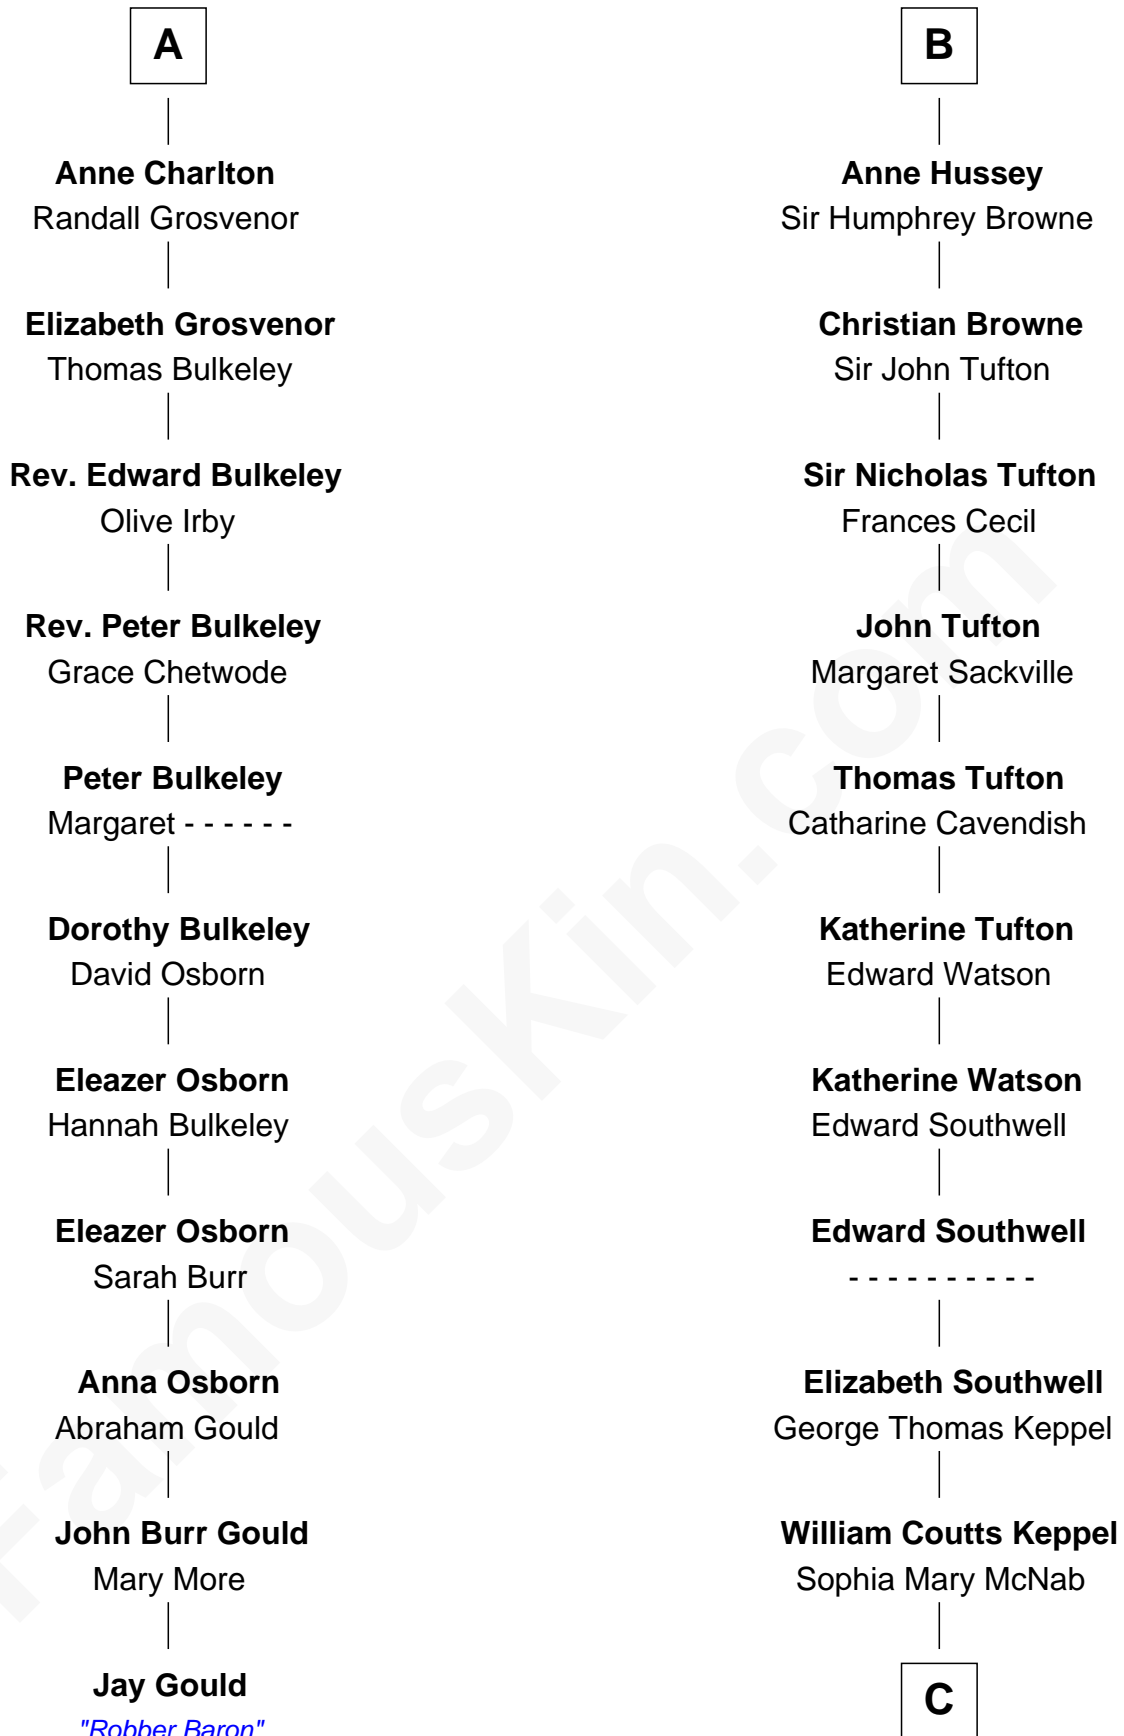 A
Anne Charlton
Randall Grosvenor
Elizabeth Grosvenor
Thomas Bulkeley
Rev. Edward Bulkeley
Olive Irby
Rev. Peter Bulkeley
Grace Chetwode
Peter Bulkeley
Margaret - - - - - -
Dorothy Bulkeley
David Osborn
Eleazer Osborn
Hannah Bulkeley
Eleazer Osborn
Sarah Burr
Anna Osborn
Abraham Gould
John Burr Gould
Mary More
Jay Gould
"Robber Baron"
B
Anne Hussey
Sir Humphrey Browne
Christian Browne
Sir John Tufton
Sir Nicholas Tufton
Frances Cecil
John Tufton
Margaret Sackville
Thomas Tufton
Catharine Cavendish
Katherine Tufton
Edward Watson
Katherine Watson
Edward Southwell
Edward Southwell
- - - - - - - - - -
Elizabeth Southwell
George Thomas Keppel
William Coutts Keppel
Sophia Mary McNab
C
FamousKin.com